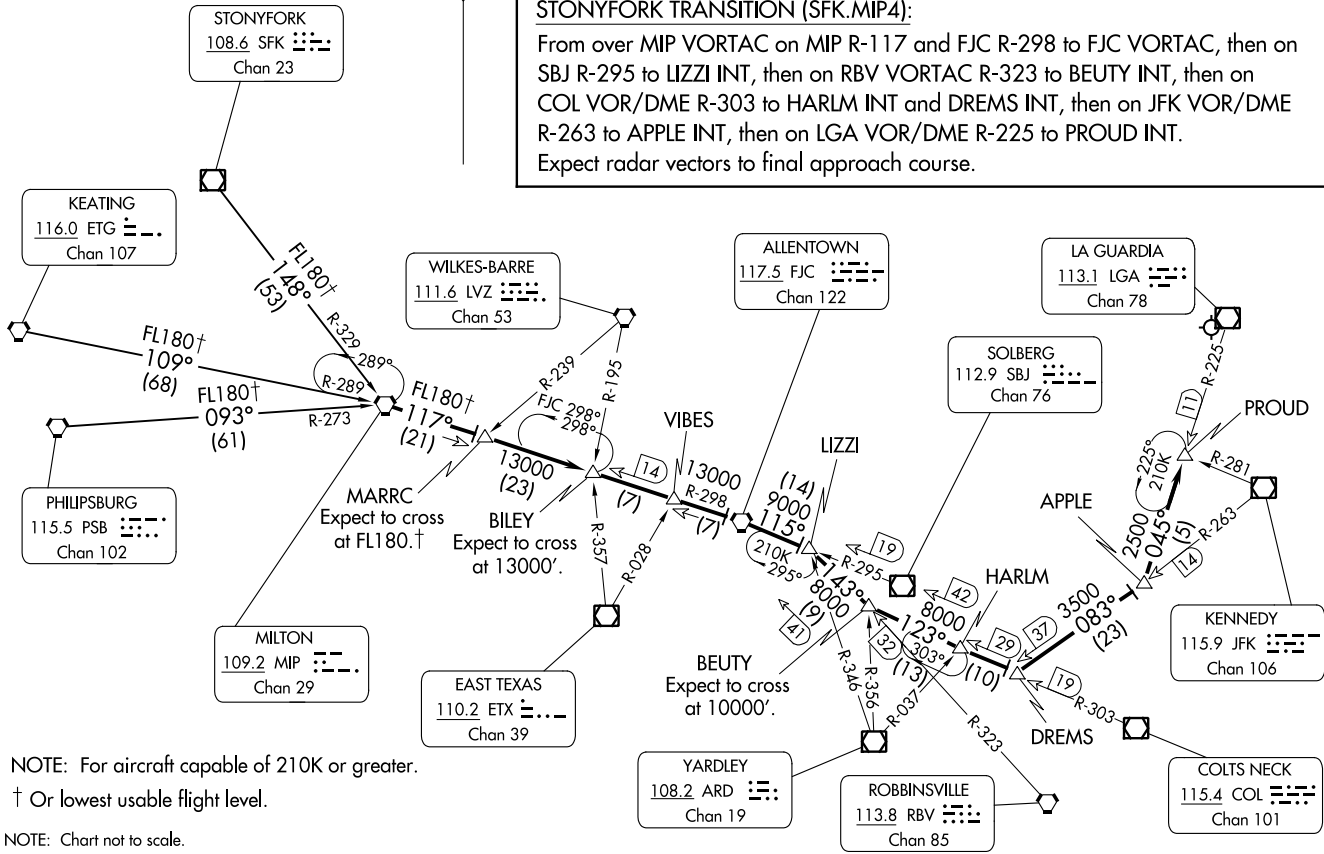 STONYFORK
108.6 SFK
Chan 23
STONYFORK TRANSITION (SFK.MIP4):
From over MIP VORTAC on MIP R-117 and FJC R-298 to FJC VORTAC, then on
SBJ R-295 to LIZZI INT, then on RBV VORTAC R-323 to BEUTY INT, then on
COL VOR/DME R-303 to HARLM INT and DREMS INT, then on JFK VOR/DME
R-263 to APPLE INT, then on LGA VOR/DME R-225 to PROUD INT.
Expect radar vectors to final approach course.
KEATING
116.0 ETG
Chan 107
FL180†
148°
(53)
R-329
WILKES-BARRE
111.6 LVZ
Chan 53
ALLENTOWN
117.5 FJC
Chan 122
LA GUARDIA
113.1 LGA
Chan 78
FL180†
109°
(68)
R-289
289°
FL180†
093°
(61)
R-273
FL180†
117°
(21)
R-239
R-195
FJC 298°
298°
SOLBERG
112.9 SBJ
Chan 76
R-225
11
PROUD
PHILIPSBURG
115.5 PSB
Chan 102
MARRC
Expect to cross
at FL180.†
13000
(23)
BILEY
Expect to cross
at 13000'.
14
(7)
VIBES
13000
R-298
(7)
R-357
R-028
LIZZI
(14)
9000
115°
210K
295°
19
R-295
143°
8000
(9)
41
225°
210K
R-281
APPLE
2500
045°
(5)
R-263
14
HARLM
42
8000
123°
303°
(13)
32
29
(10)
37
3500
083°
(23)
KENNEDY
115.9 JFK
Chan 106
MILTON
109.2 MIP
Chan 29
EAST TEXAS
110.2 ETX
Chan 39
BEUTY
Expect to cross
at 10000'.
R-346
R-356
R-037
R-323
19
R-303
DREMS
YARDLEY
108.2 ARD
Chan 19
ROBBINSVILLE
113.8 RBV
Chan 85
COLTS NECK
115.4 COL
Chan 101
NOTE: For aircraft capable of 210K or greater.
† Or lowest usable flight level.
NOTE: Chart not to scale.